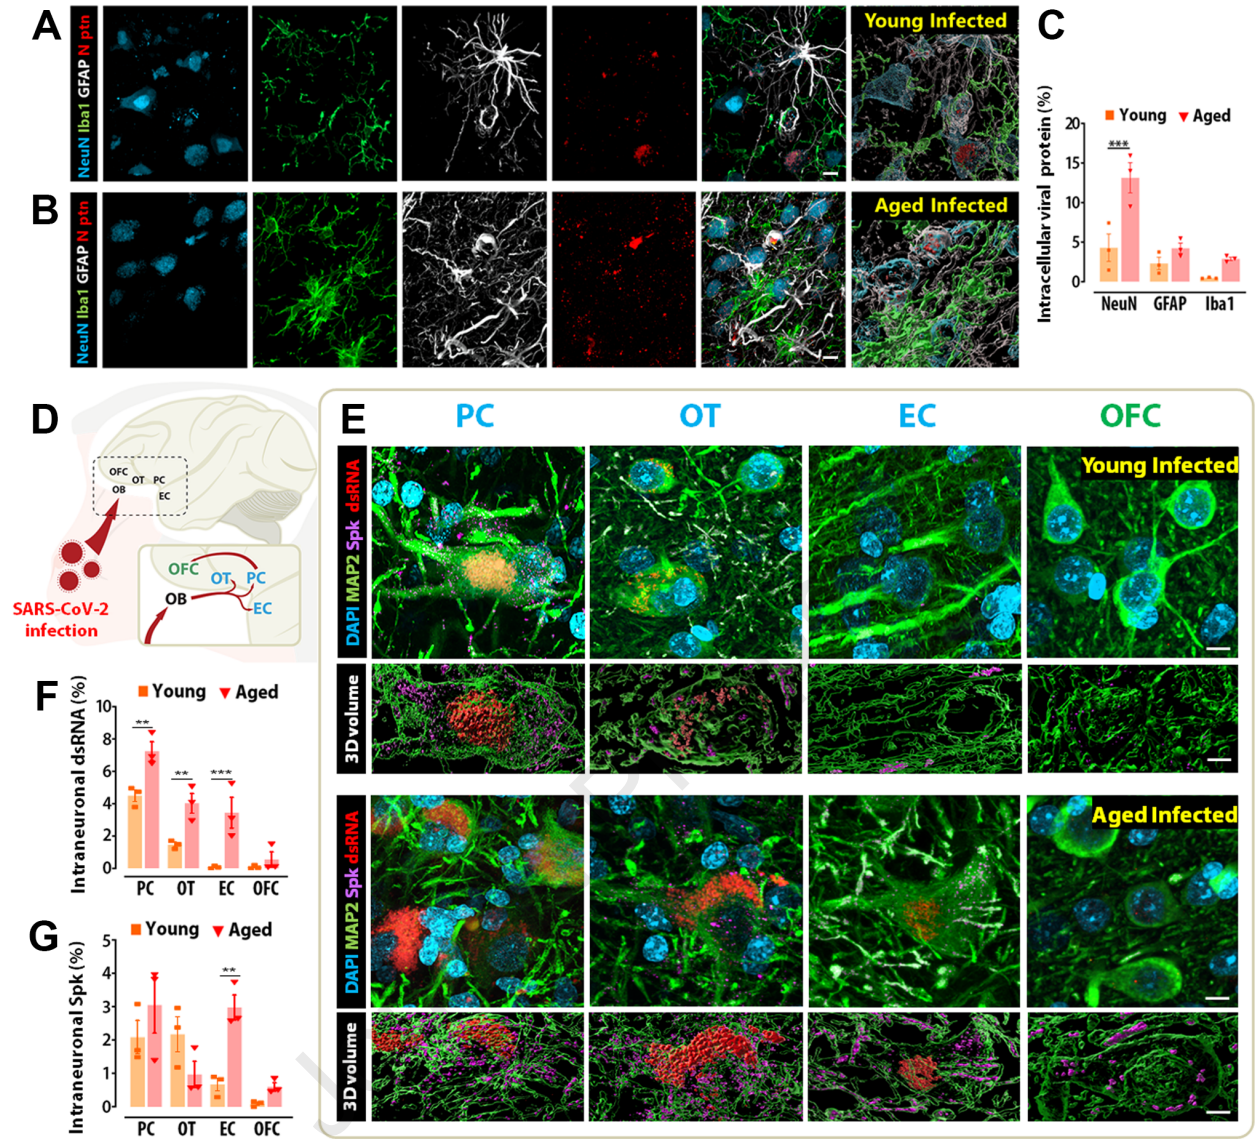 A
NeuN Iba1 GFAP N ptn
Young Infected
B
NeuN Iba1 GFAP N ptn
Aged Infected
C
Young Aged
Intracellular viral protein (%)
20
15
10
5
0
***
NeuN GFAP Iba1
D
OFC
OT PC
OB
EC
OFC
OT PC
OB
EC
SARS-CoV-2
infection
E
PC OT EC OFC
DAPI MAP2 Spk dsRNA
Young Infected
3D volume
DAPI MAP2 Spk dsRNA
Aged Infected
3D volume
F
Young Aged
Intraneuronal dsRNA (%)
10
8
6
4
2
0
** ** ***
PC OT EC OFC
G
Young Aged
Intraneuronal Spk (%)
5
4
3
2
1
0
**
PC OT EC OFC